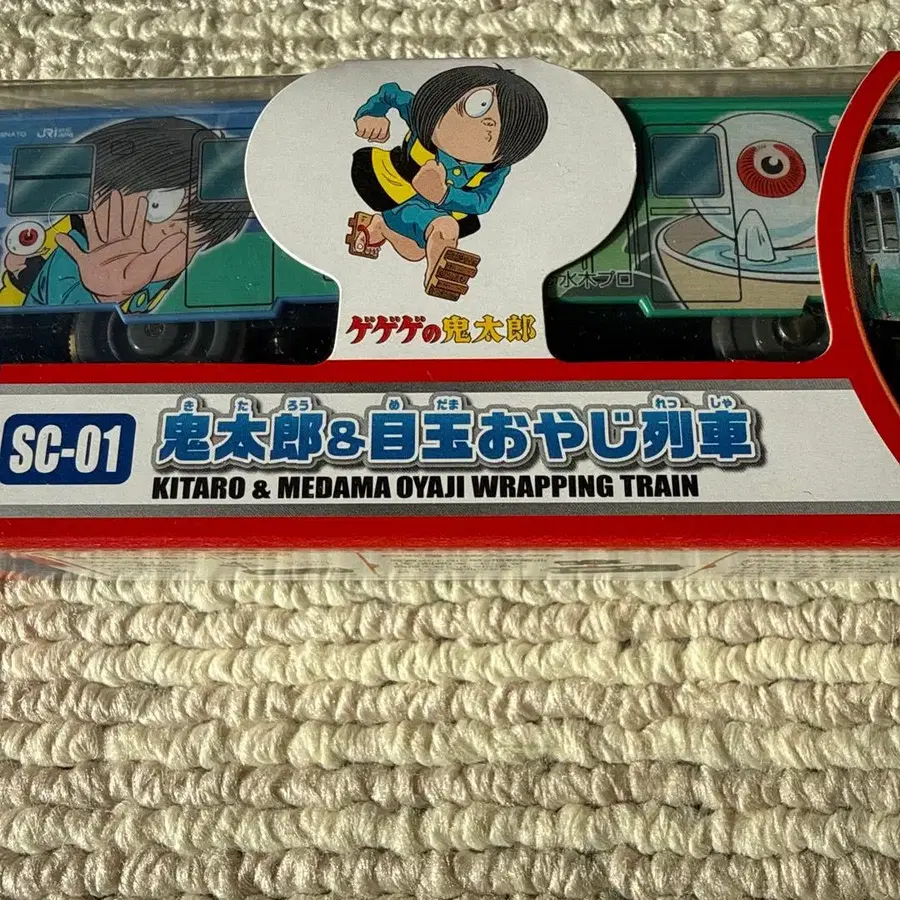 JR
水木プロ
ゲゲゲの鬼太郎
き た ろう め だま れっ しゃ
鬼太郎&目玉おやじ列車
SC-01
KITARO & MEDAMA OYAJI WRAPPING TRAIN